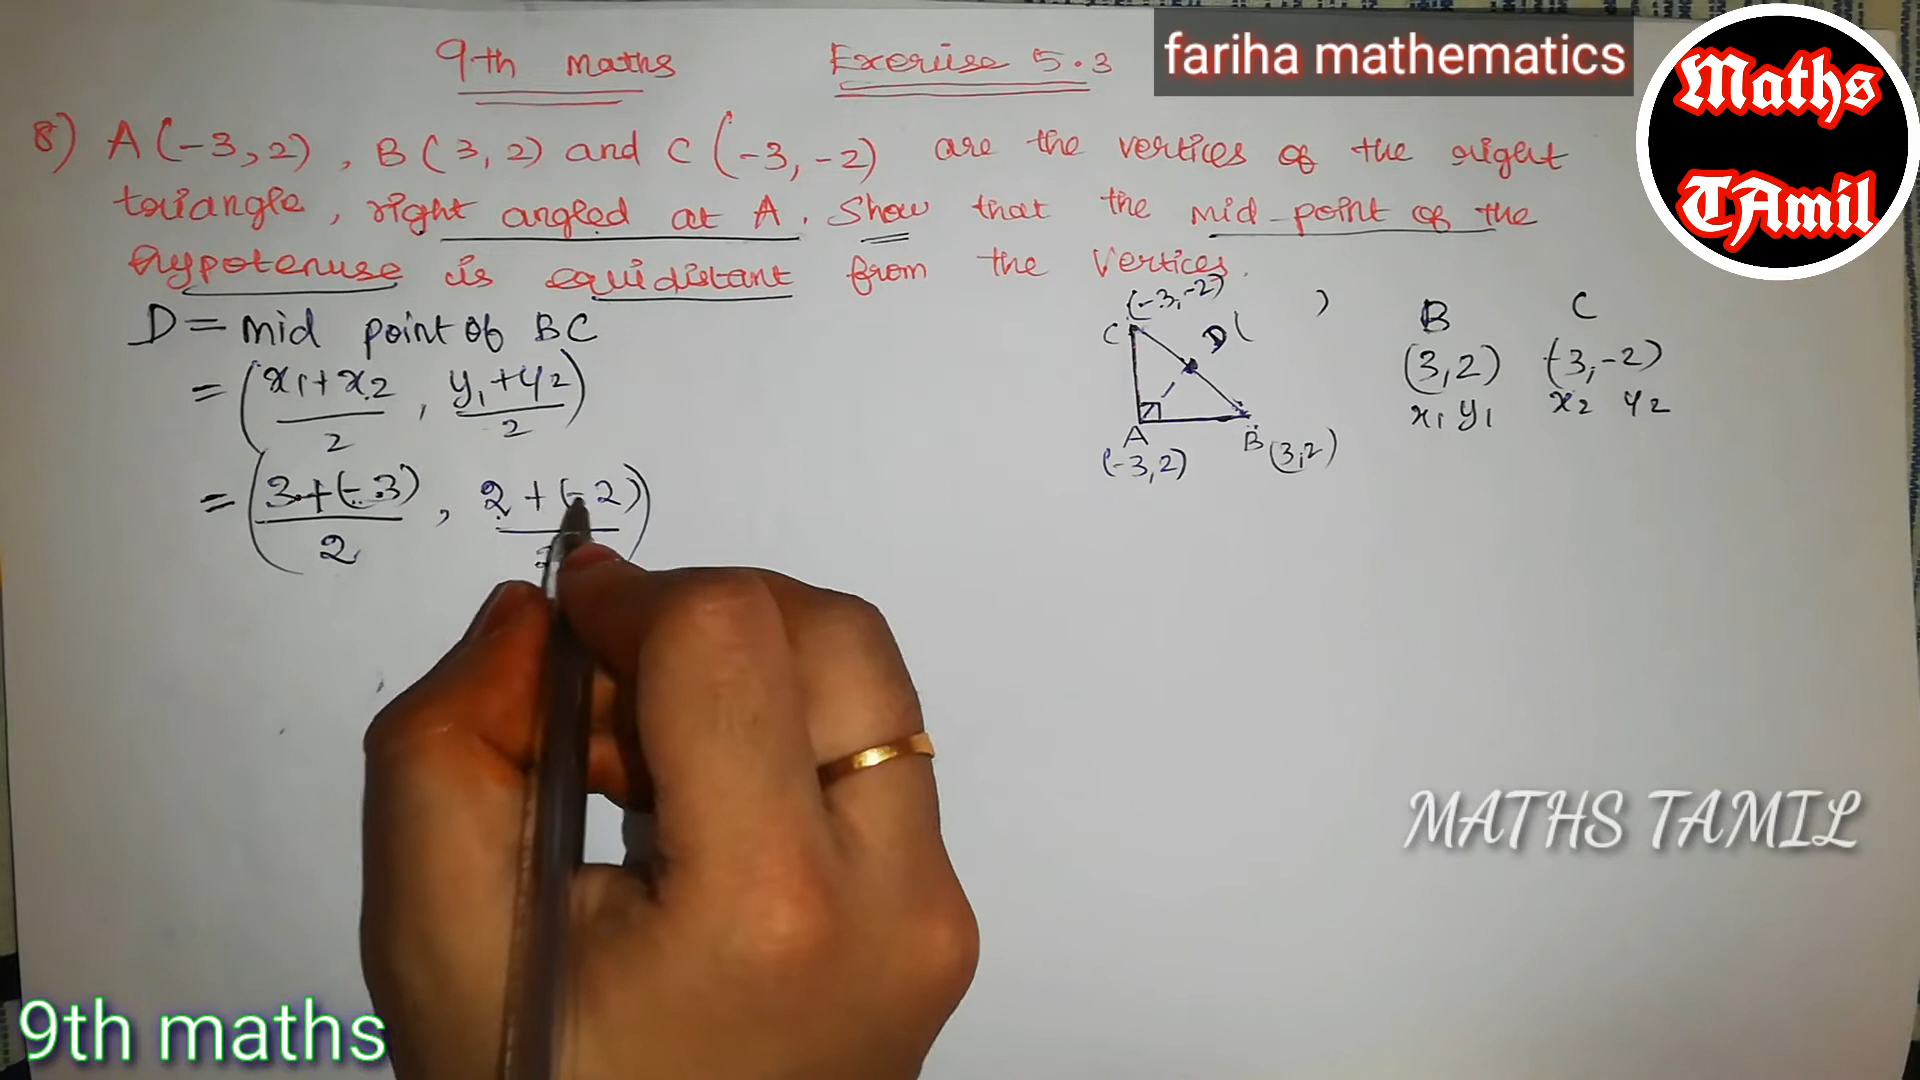 9th maths Exercise 5.3
fariha mathematics
Maths TAmil
8) A(-3,2), B(3,2) and C(-3,-2) are the vertices of the right
triangle, right angled at A. Show that the mid-point of the
hypotenuse is equidistant from the vertices.
D = mid point of BC
= (x1+x2/2, y1+y2/2)
= (3+(-3)/2, 2+(-2)/2)
(-3,-2)
C D( )
A B(3,2)
(-3,2)
B C
(3,2) (-3,-2)
x1 y1 x2 y2
MATHS TAMIL
9th maths